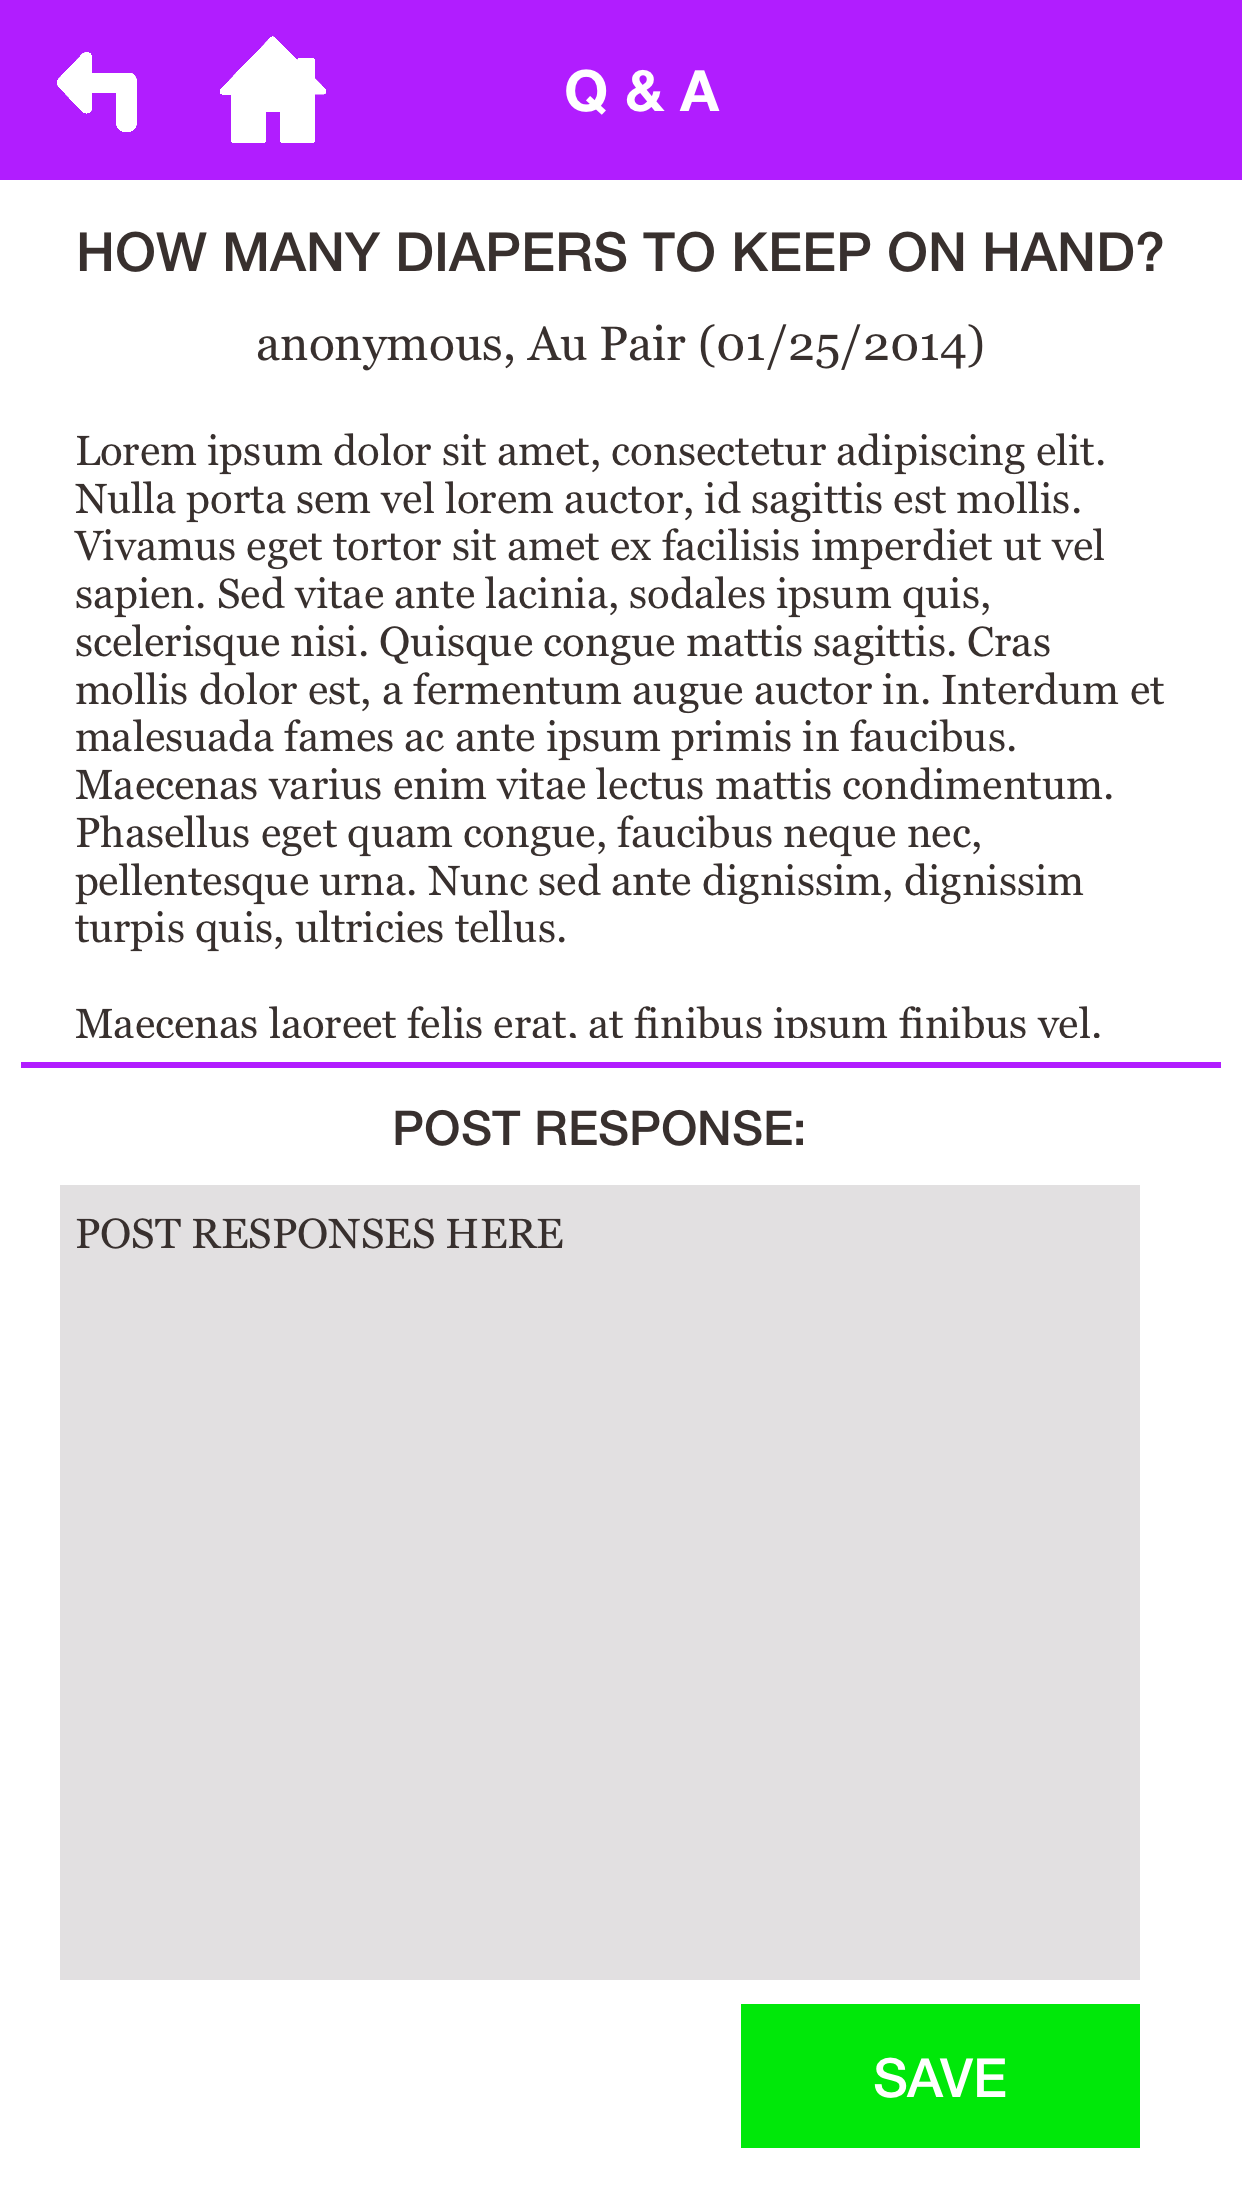 Q & A
HOW MANY DIAPERS TO KEEP ON HAND?
anonymous, Au Pair (01/25/2014)
Lorem ipsum dolor sit amet, consectetur adipiscing elit.
Nulla porta sem vel lorem auctor, id sagittis est mollis.
Vivamus eget tortor sit amet ex facilisis imperdiet ut vel
sapien. Sed vitae ante lacinia, sodales ipsum quis,
scelerisque nisi. Quisque congue mattis sagittis. Cras
mollis dolor est, a fermentum augue auctor in. Interdum et
malesuada fames ac ante ipsum primis in faucibus.
Maecenas varius enim vitae lectus mattis condimentum.
Phasellus eget quam congue, faucibus neque nec,
pellentesque urna. Nunc sed ante dignissim, dignissim
turpis quis, ultricies tellus.
Maecenas laoreet felis erat, at finibus ipsum finibus vel.
POST RESPONSE:
POST RESPONSES HERE
SAVE